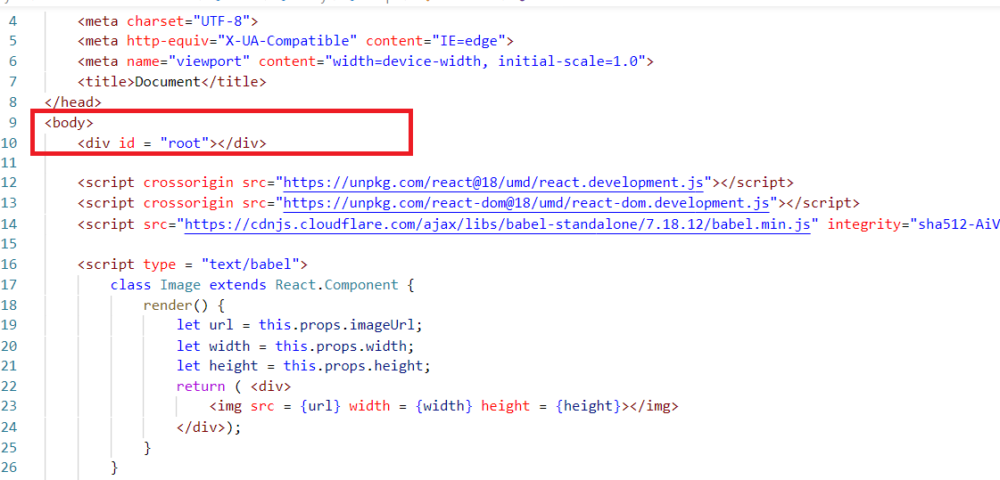 4 <meta charset="UTF-8">
5 <meta http-equiv="X-UA-Compatible" content="IE=edge">
6 <meta name="viewport" content="width=device-width, initial-scale=1.0">
7 <title>Document</title>
8 </head>
9 <body>
10 <div id = "root"></div>
11
12 <script crossorigin src="https://unpkg.com/react@18/umd/react.development.js"></script>
13 <script crossorigin src="https://unpkg.com/react-dom@18/umd/react-dom.development.js"></script>
14 <script src="https://cdnjs.cloudflare.com/ajax/libs/babel-standalone/7.18.12/babel.min.js" integrity="sha512-AiV
15
16 <script type = "text/babel">
17 class Image extends React.Component {
18 render() {
19 let url = this.props.imageUrl;
20 let width = this.props.width;
21 let height = this.props.height;
22 return ( <div>
23 <img src = {url} width = {width} height = {height}></img>
24 </div>);
25 }
26 }